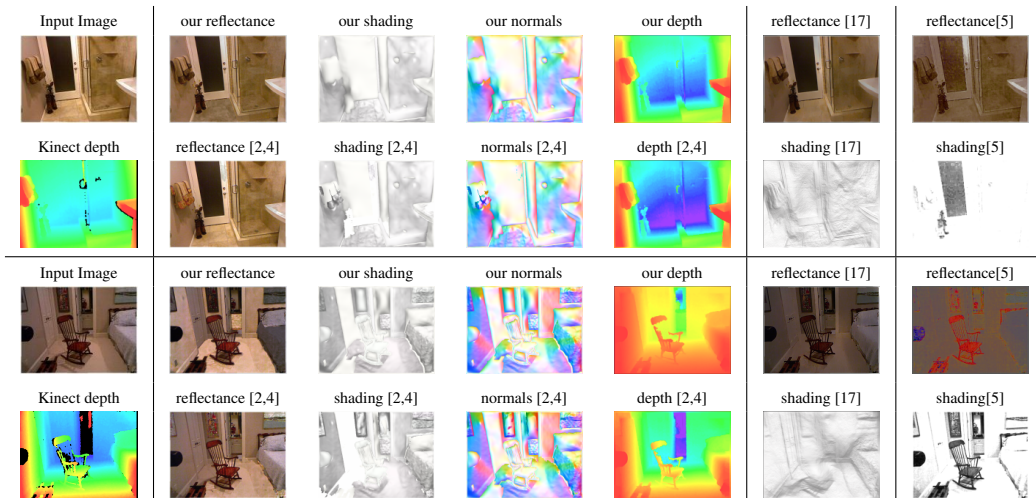 Input Image our reflectance our shading our normals our depth reflectance [17] reflectance[5]
Kinect depth reflectance [2,4] shading [2,4] normals [2,4] depth [2,4] shading [17] shading[5]
Input Image our reflectance our shading our normals our depth reflectance [17] reflectance[5]
Kinect depth reflectance [2,4] shading [2,4] normals [2,4] depth [2,4] shading [17] shading[5]